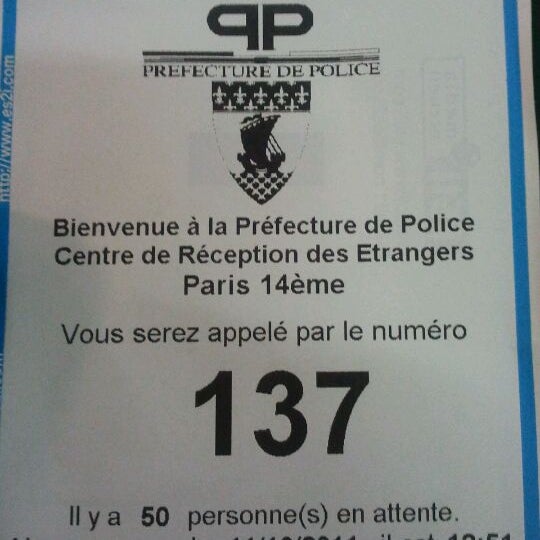 PREFECTURE DE POLICE
http://www.es2i.com
Bienvenue à la Préfecture de Police
Centre de Réception des Etrangers
Paris 14ème
Vous serez appelé par le numéro
137
Il y a 50 personne(s) en attente.